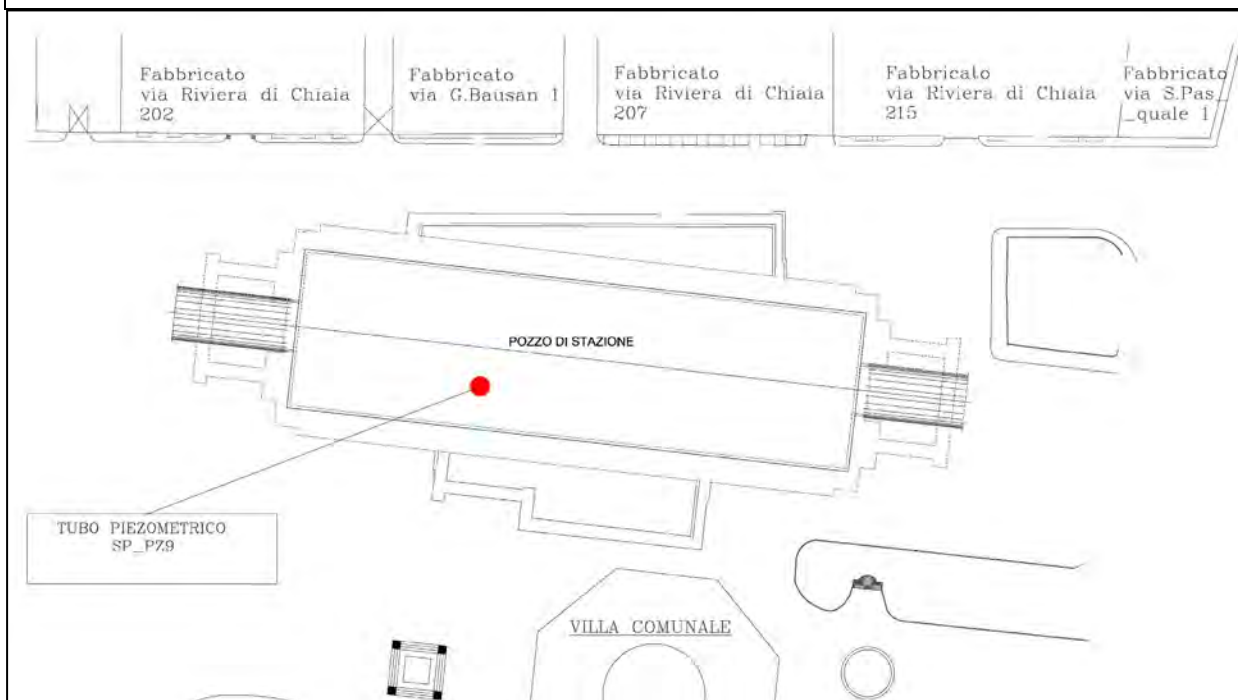 Fabbricato
via Riviera di Chiaia
202
Fabbricato
via G.Bausan 1
Fabbricato
via Riviera di Chiaia
207
Fabbricato
via Riviera di Chiaia
215
Fabbricato
via S.Pas
_quale 1
POZZO DI STAZIONE
TUBO PIEZOMETRICO
SP_PZ9
VILLA COMUNALE